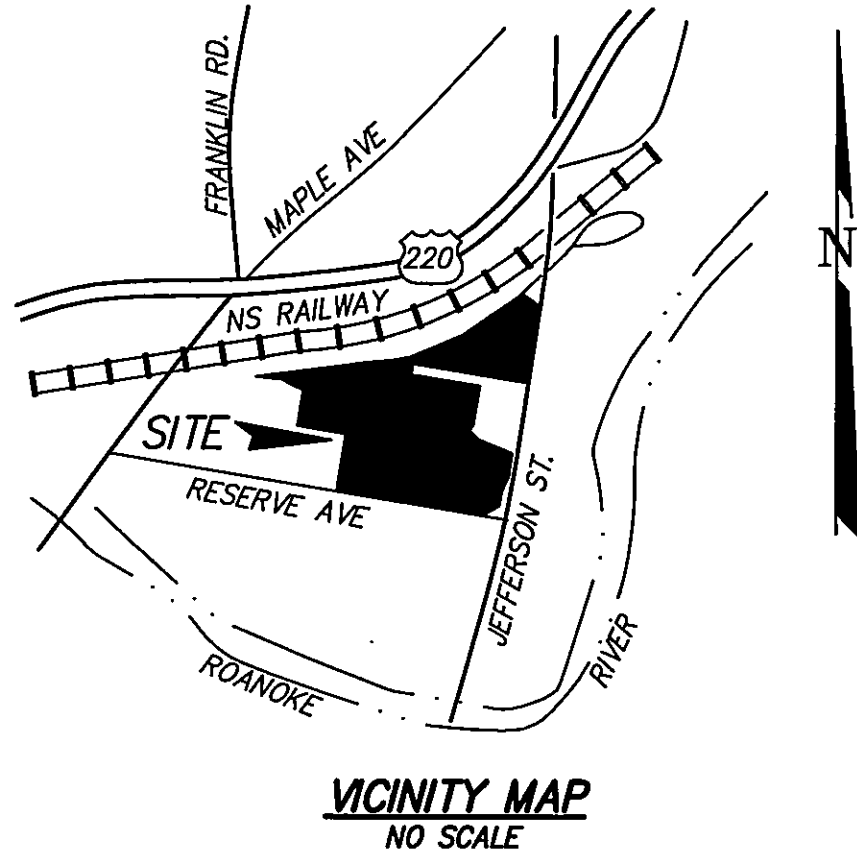 FRANKLIN RD.
MAPLE AVE
220
N
NS RAILWAY
SITE
RESERVE AVE
JEFFERSON ST.
ROANOKE
RIVER
VICINITY MAP
NO SCALE